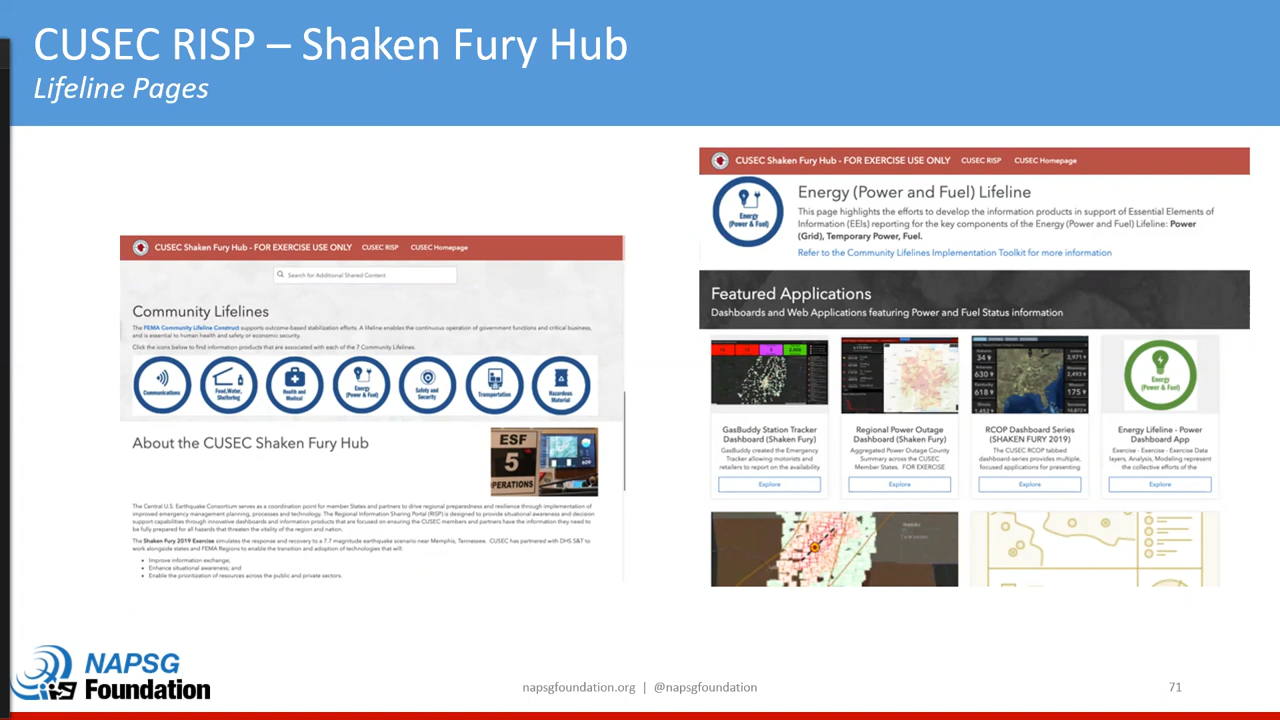 CUSEC RISP – Shaken Fury Hub
Lifeline Pages
CUSEC Shaken Fury Hub - FOR EXERCISE USE ONLY CUSEC RISP CUSEC Homepage
Search for Additional Shared Content
Community Lifelines
The FEMA Community Lifeline Construct supports outcome-based stabilization efforts. A lifeline enables the continuous operation of government functions and critical business,
and is essential to human health and safety or economic security.
Click the icons below to find information products that are associated with each of the 7 Community Lifelines.
Communications
Food, Water,
Sheltering
Health and
Medical
Energy
(Power & Fuel)
Safety and
Security
Transportation
Hazardous
Material
About the CUSEC Shaken Fury Hub
ESF
5
OPERATIONS
The Central U.S. Earthquake Consortium serves as a coordination point for member States and partners to drive regional preparedness and resilience through implementation of
improved emergency management planning, processes and technology. The Regional Information Sharing Portal (RISP) is designed to provide situational awareness and decision
support capabilities through innovative dashboards and information products that are focused on ensuring the CUSEC members and partners have the information they need to
be fully prepared for all hazards that threaten the vitality of the region and nation.
The Shaken Fury 2019 Exercise simulates the response and recovery to a 7.7 magnitude earthquake scenario near Memphis, Tennessee. CUSEC has partnered with DHS S&T to
work alongside states and FEMA Regions to enable the transition and adoption of technologies that will:
• Improve information exchange;
• Enhance situational awareness; and
• Enable the prioritization of resources across the public and private sectors.
CUSEC Shaken Fury Hub - FOR EXERCISE USE ONLY CUSEC RISP CUSEC Homepage
Energy
(Power & Fuel)
Energy (Power and Fuel) Lifeline
This page highlights the efforts to develop the information products in support of Essential Elements of
Information (EEIs) reporting for the key components of the Energy (Power and Fuel) Lifeline: Power
(Grid), Temporary Power, Fuel.
Refer to the Community Lifelines Implementation Toolkit for more information
Featured Applications
Dashboards and Web Applications featuring Power and Fuel Status information
34
630
618
3,971
2,493
175
Energy
(Power & Fuel)
GasBuddy Station Tracker
Dashboard (Shaken Fury)
GasBuddy created the Emergency
Tracker allowing motorists and
retailers to report on the availability
Explore
Regional Power Outage
Dashboard (Shaken Fury)
Aggregated Power Outage County
Summary across the CUSEC
Member States. FOR EXERCISE
Explore
RCOP Dashboard Series
(SHAKEN FURY 2019)
The CUSEC RCOP tabbed
dashboard-series provides multiple,
focused applications for presenting
Explore
Energy Lifeline - Power
Dashboard App
Exercise - Exercise - Exercise Data
layers, Analysis, Modeling represent
the collective efforts of the
Explore
NAPSG
Foundation
napsgfoundation.org | @napsgfoundation
71